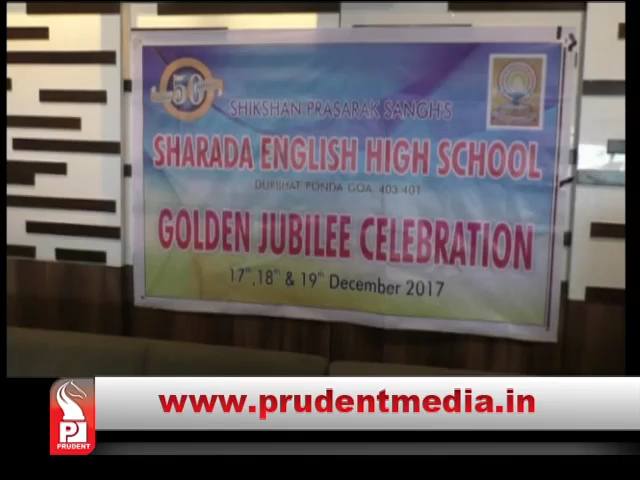 50
SHIKSHAN PRASARAK SANGH'S
SHARADA ENGLISH HIGH SCHOOL
DURBHAT PONDA GOA 403 401
GOLDEN JUBILEE CELEBRATION
17th, 18th & 19th December 2017
www.prudentmedia.in
P
PRUDENT